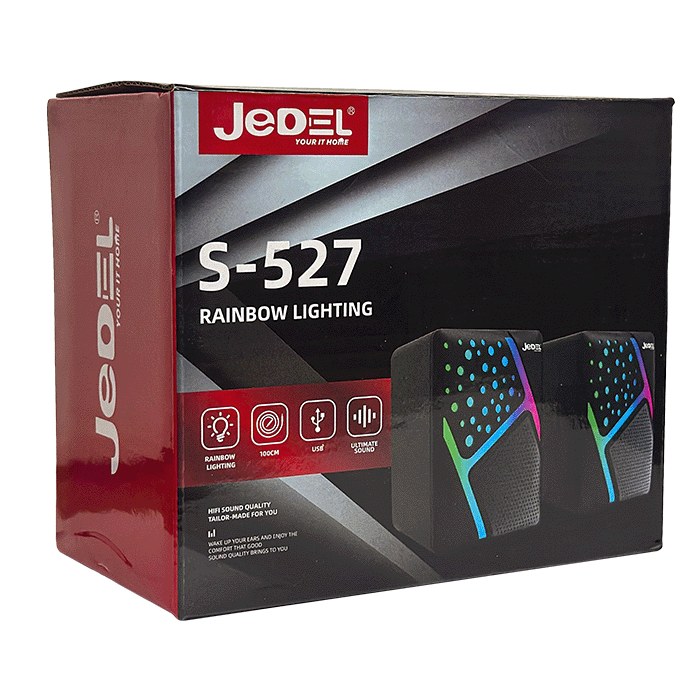 JEDEL®
YOUR IT HOME
JEDEL®
YOUR IT HOME
S-527
RAINBOW LIGHTING
RAINBOW
LIGHTING
100CM
USB
ULTIMATE
SOUND
HIFI SOUND QUALITY
TAILOR-MADE FOR YOU
WAKE UP YOUR EARS AND ENJOY THE
COMFORT THAT GOOD
SOUND QUALITY BRINGS TO YOU
JEDEL
JEDEL